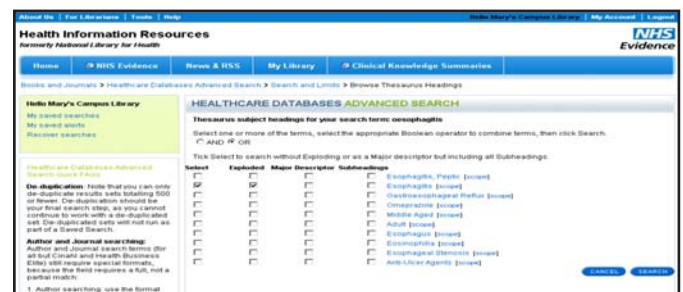 About Us | For Librarians | Tools | Help
Hello Mary's Campus Library | My Account | Logout
Health Information Resources
formerly National Library for Health
NHS
Evidence
Home
NHS Evidence
News & RSS
My Library
Clinical Knowledge Summaries
Books and Journals > Healthcare Databases Advanced Search > Search and Limits > Browse Thesaurus Headings
Hello Mary's Campus Library
My saved searches
My saved alerts
Recover searches
Healthcare Databases Advanced
Search Quick FAQs
De-duplication: Note that you can only
de-duplicate results sets totalling 500
or fewer. De-duplication should be
your final search step, as you cannot
continue to work with a de-duplicated
set. De-duplicated sets will not run as
part of a Saved Search.
Author and Journal searching:
Author and Journal search terms (for
all but Cinahl and Health Business
Elite) still require special formats,
because the field requires a full, not a
partial match:
1. Author searching: use the format
HEALTHCARE DATABASES ADVANCED SEARCH
Thesaurus subject headings for your search term: oesophagitis
Select one or more of the terms, select the appropriate Boolean operator to combine terms, then click Search.
AND OR
Tick Select to search without Exploding or as a Major descriptor but including all Subheadings.
Select Exploded Major Descriptor Subheadings
Esophagitis, Peptic [scope]
Esophagitis [scope]
Gastroesophageal Reflux [scope]
Omeprazole [scope]
Middle Aged [scope]
Adult [scope]
Esophagus [scope]
Eosinophilia [scope]
Esophageal Stenosis [scope]
Anti-Ulcer Agents [scope]
CANCEL
SEARCH